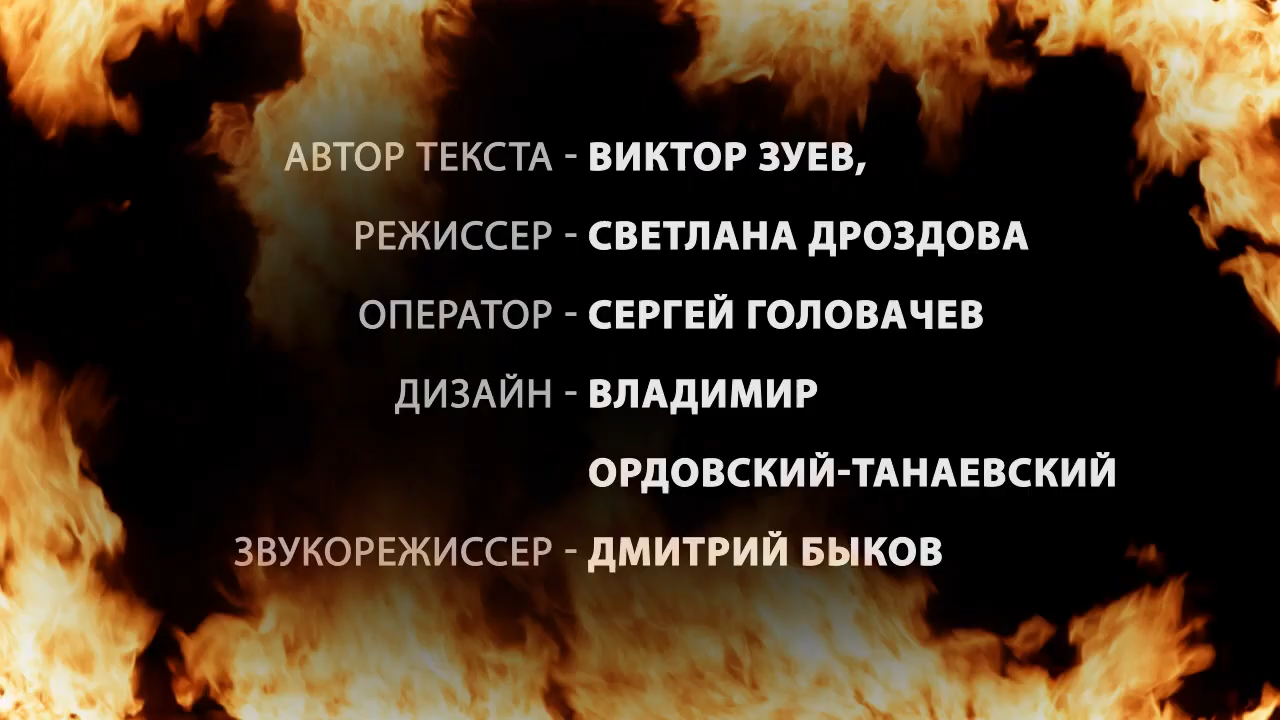 АВТОР ТЕКСТА - ВИКТОР ЗУЕВ,
РЕЖИССЕР - СВЕТЛАНА ДРОЗДОВА
ОПЕРАТОР - СЕРГЕЙ ГОЛОВАЧЕВ
ДИЗАЙН - ВЛАДИМИР
ОРДОВСКИЙ-ТАНАЕВСКИЙ
ЗВУКОРЕЖИССЕР - ДМИТРИЙ БЫКОВ